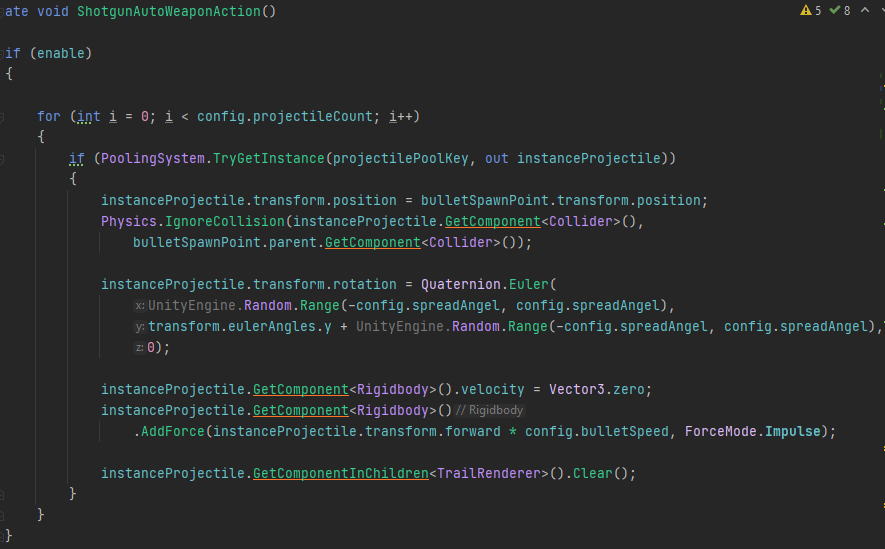 ate void ShotgunAutoWeaponAction()
5 8
if (enable)
{
for (int i = 0; i < config.projectileCount; i++)
{
if (PoolingSystem.TryGetInstance(projectilePoolKey, out instanceProjectile))
{
instanceProjectile.transform.position = bulletSpawnPoint.transform.position;
Physics.IgnoreCollision(instanceProjectile.GetComponent<Collider>(),
bulletSpawnPoint.parent.GetComponent<Collider>());
instanceProjectile.transform.rotation = Quaternion.Euler(
x: UnityEngine.Random.Range(-config.spreadAngel, config.spreadAngel),
y: transform.eulerAngles.y + UnityEngine.Random.Range(-config.spreadAngel, config.spreadAngel),
z: 0);
instanceProjectile.GetComponent<Rigidbody>().velocity = Vector3.zero;
instanceProjectile.GetComponent<Rigidbody>() // Rigidbody
.AddForce(instanceProjectile.transform.forward * config.bulletSpeed, ForceMode.Impulse);
instanceProjectile.GetComponentInChildren<TrailRenderer>().Clear();
}
}
}